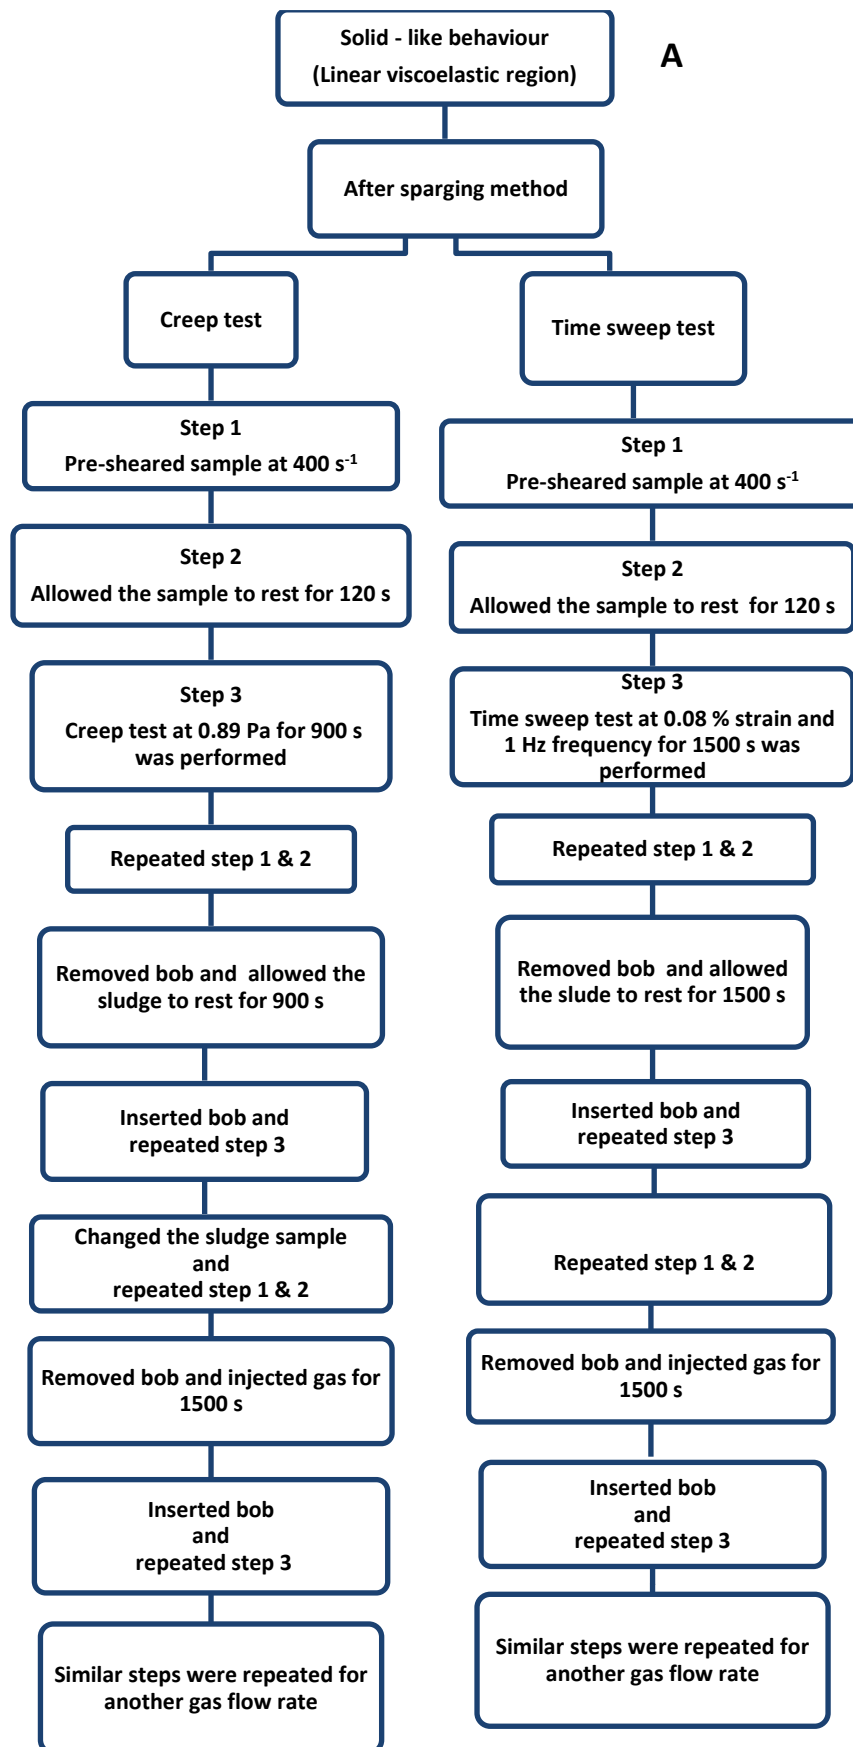 Solid - like behaviour
(Linear viscoelastic region)
A
After sparging method
Creep test
Step 1
Pre-sheared sample at 400 s⁻¹
Step 2
Allowed the sample to rest for 120 s
Step 3
Creep test at 0.89 Pa for 900 s
was performed
Repeated step 1 & 2
Removed bob and allowed the
sludge to rest for 900 s
Inserted bob and
repeated step 3
Changed the sludge sample
and
repeated step 1 & 2
Removed bob and injected gas for
1500 s
Inserted bob
and
repeated step 3
Similar steps were repeated for
another gas flow rate
Time sweep test
Step 1
Pre-sheared sample at 400 s⁻¹
Step 2
Allowed the sample to rest for 120 s
Step 3
Time sweep test at 0.08 % strain and
1 Hz frequency for 1500 s was
performed
Repeated step 1 & 2
Removed bob and allowed
the slude to rest for 1500 s
Inserted bob and
repeated step 3
Repeated step 1 & 2
Removed bob and injected gas for
1500 s
Inserted bob
and
repeated step 3
Similar steps were repeated for
another gas flow rate